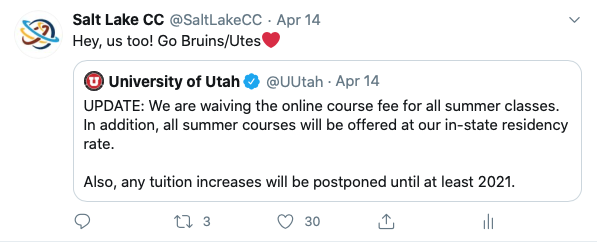 Salt Lake CC @SaltLakeCC · Apr 14
Hey, us too! Go Bruins/Utes❤️
University of Utah @UUtah · Apr 14
UPDATE: We are waiving the online course fee for all summer classes.
In addition, all summer courses will be offered at our in-state residency
rate.
Also, any tuition increases will be postponed until at least 2021.
3 30